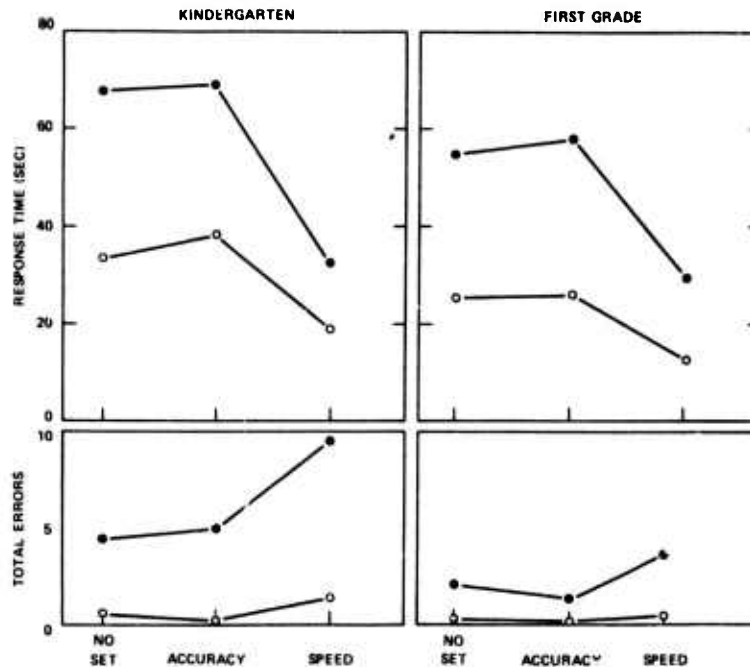 KINDERGARTEN
FIRST GRADE
80
60
40
20
0
RESPONSE TIME (SEC)
10
5
0
TOTAL ERRORS
NO SET
ACCURACY
SPEED
NO SET
ACCURACY
SPEED